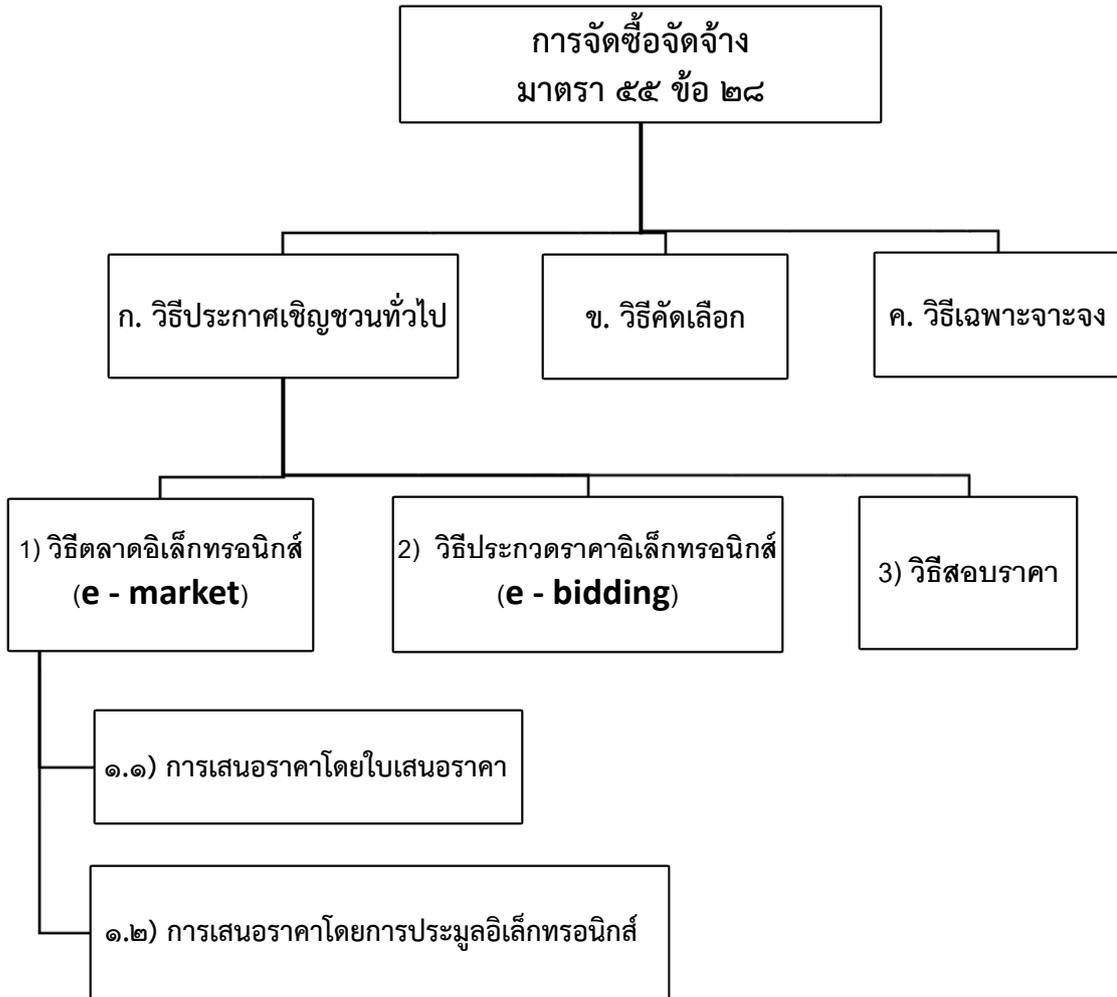 การจัดซื้อจัดจ้าง
มาตรา ๕๕ ข้อ ๒๘
ก. วิธีประกาศเชิญชวนทั่วไป
ข. วิธีคัดเลือก
ค. วิธีเฉพาะจาะจง
1) วิธีตลาดอิเล็กทรอนิกส์
(e - market)
2) วิธีประกวดราคาอิเล็กทรอนิกส์
(e - bidding)
3) วิธีสอบราคา
๑.๑) การเสนอราคาโดยใบเสนอราคา
๑.๒) การเสนอราคาโดยการประมูลอิเล็กทรอนิกส์